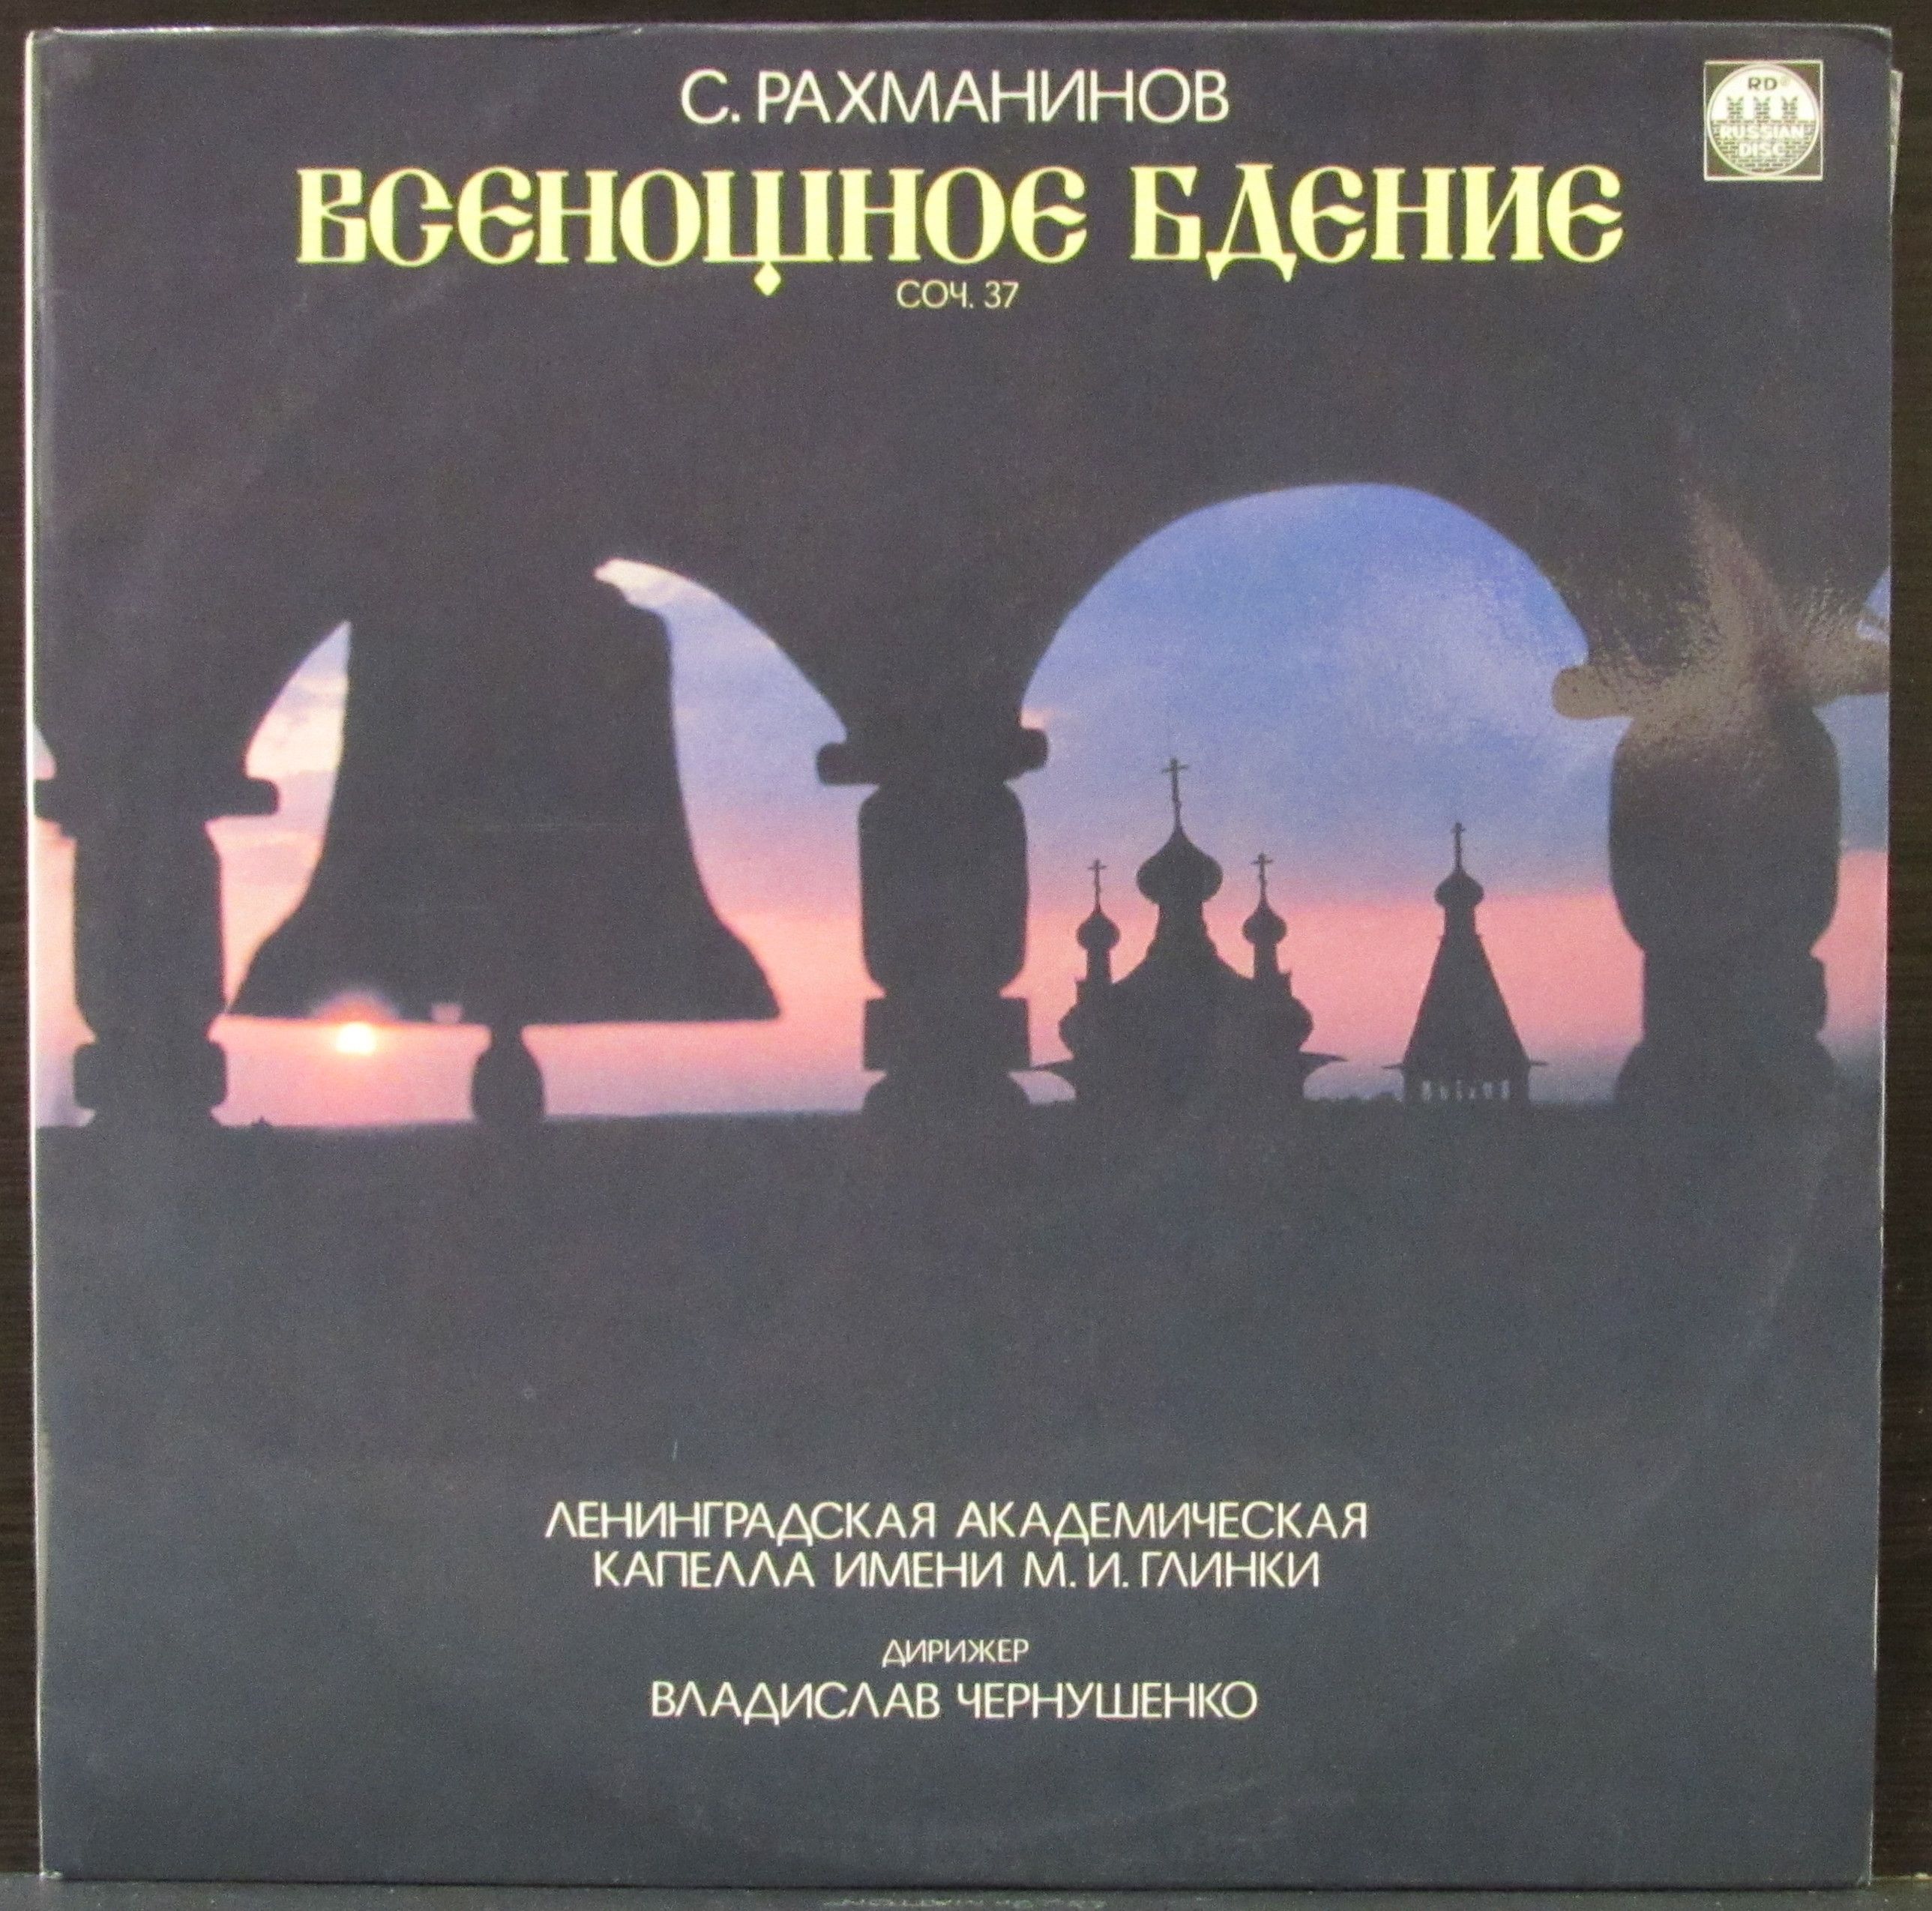 С. РАХМАНИНОВ
RD®
RUSSIAN
DISC
ВСЕНОЩНОЕ БДЕНИЕ
СОЧ. 37
ЛЕНИНГРАДСКАЯ АКАДЕМИЧЕСКАЯ
КАПЕЛЛА ИМЕНИ М. И. ГЛИНКИ
ДИРИЖЕР
ВЛАДИСЛАВ ЧЕРНУШЕНКО